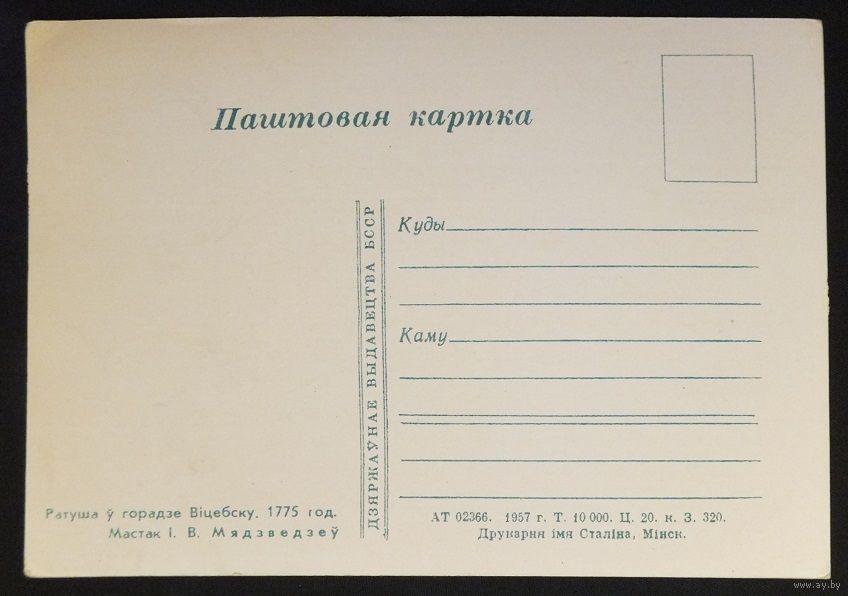 Паштовая картка
Куды
Каму
ДЗЯРЖАУНАЕ ВЫДАВЕЦТВА БССР
Ратуша ў горадзе Віцебску. 1775 год.
Мастак І. В. Мядзведзеў
АТ 02366. 1957 г. Т. 10 000. Ц. 20. к. З. 320.
Друкарня імя Сталіна, Мінск.
www.ay.by